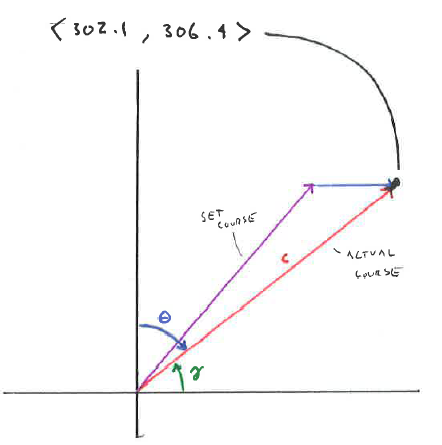 <302.1, 306.4>
SET
COURSE
ACTUAL
COURSE
c
θ
γ